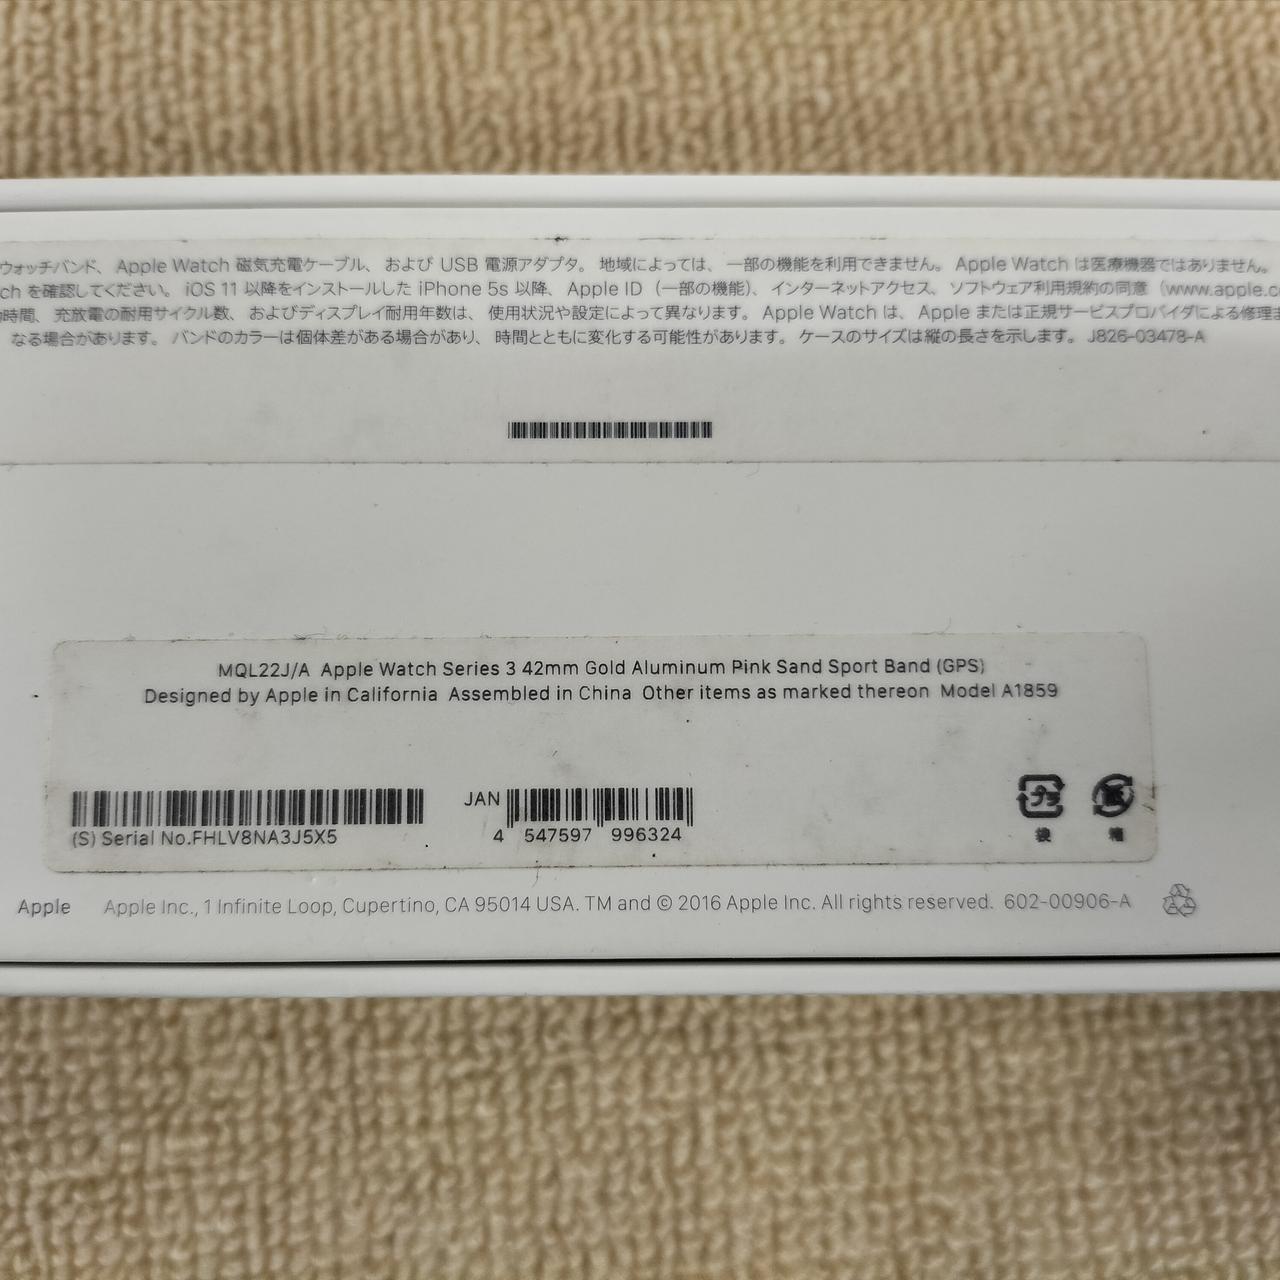 ウォッチバンド、 Apple Watch 磁気充電ケーブル、 および USB 電源アダプタ。 地域によっては、 一部の機能を利用できません。 Apple Watch は医療機器ではありません。
ch を確認してください。 iOS 11 以降をインストールした iPhone 5s 以降、 Apple ID （一部の機能）、 インターネットアクセス、 ソフトウェア利用規約の同意 （www.apple.co
時間、 充放電の耐用サイクル数、 およびディスプレイ耐用年数は、 使用状況や設定によって異なります。 Apple Watch は、 Apple または正規サービスプロバイダによる修理ま
なる場合があります。 バンドのカラーは個体差がある場合があり、 時間とともに変化する可能性があります。 ケースのサイズは縦の長さを示します。 J826-03478-A
MQL22J/A Apple Watch Series 3 42mm Gold Aluminum Pink Sand Sport Band (GPS)
Designed by Apple in California Assembled in China Other items as marked thereon Model A1859
JAN
(S) Serial No.FHLV8NA3J5X5
4 547597 996324
プラ
袋 箱
Apple Apple Inc., 1 Infinite Loop, Cupertino, CA 95014 USA. TM and © 2016 Apple Inc. All rights reserved. 602-00906-A